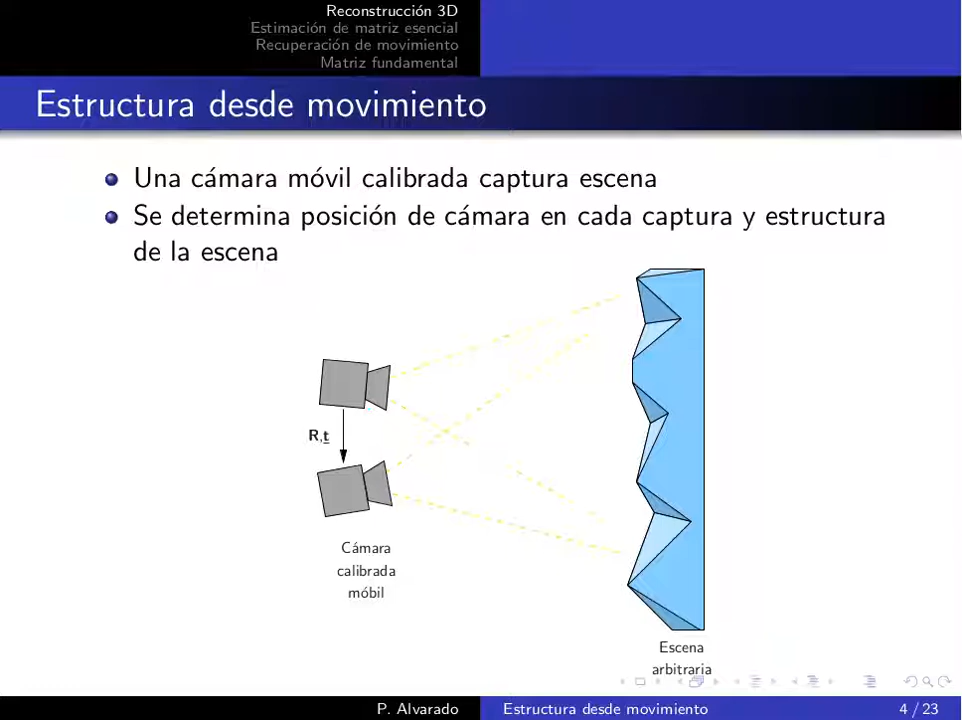 Reconstrucción 3D
Estimación de matriz esencial
Recuperación de movimiento
Matriz fundamental
Estructura desde movimiento
Una cámara móvil calibrada captura escena
Se determina posición de cámara en cada captura y estructura
de la escena
R,t
Cámara
calibrada
móbil
Escena
arbitraria
P. Alvarado
Estructura desde movimiento
4 / 23